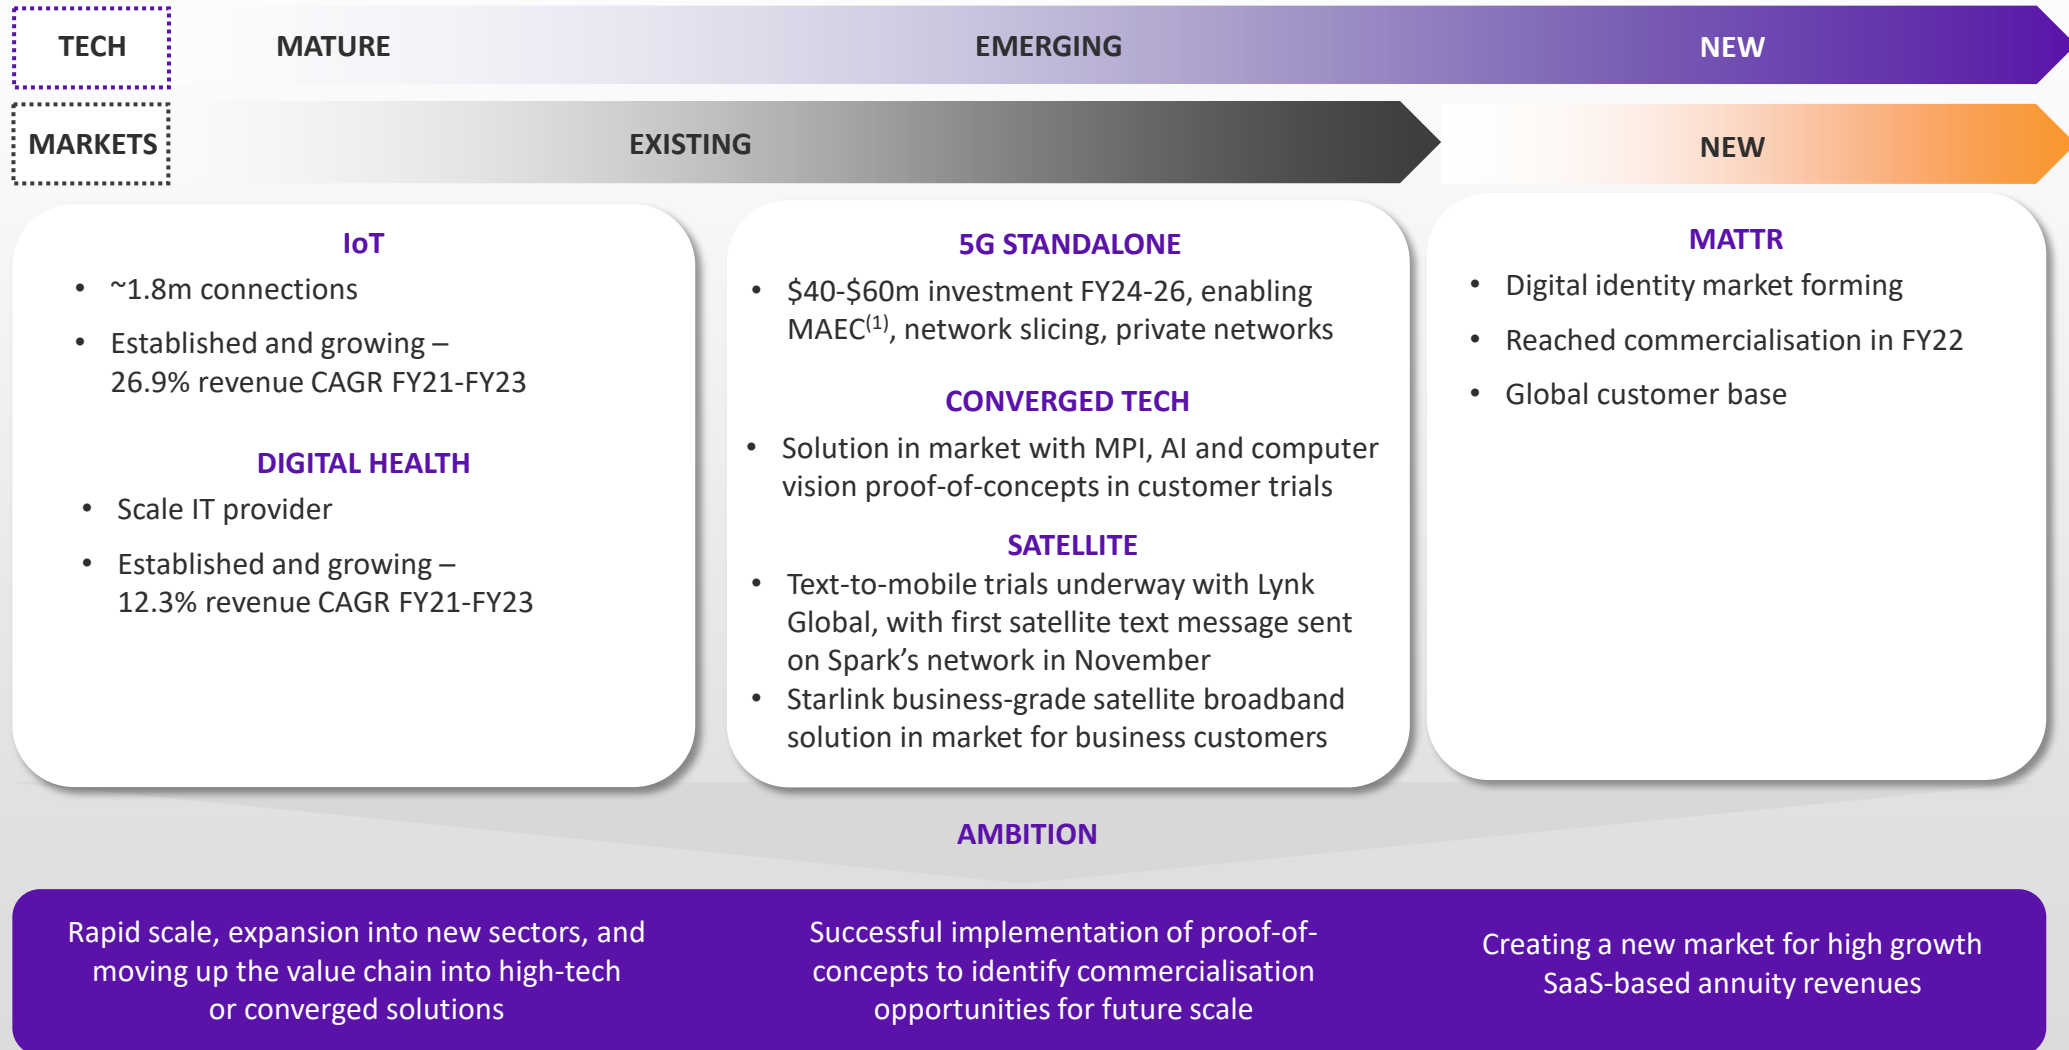 TECH
MATURE
EMERGING
NEW
MARKETS
EXISTING
NEW
IoT
• ~1.8m connections
• Established and growing –
26.9% revenue CAGR FY21-FY23
DIGITAL HEALTH
• Scale IT provider
• Established and growing –
12.3% revenue CAGR FY21-FY23
5G STANDALONE
• $40-$60m investment FY24-26, enabling
MAEC(1), network slicing, private networks
CONVERGED TECH
• Solution in market with MPI, AI and computer
vision proof-of-concepts in customer trials
SATELLITE
• Text-to-mobile trials underway with Lynk
Global, with first satellite text message sent
on Spark’s network in November
• Starlink business-grade satellite broadband
solution in market for business customers
MATTR
• Digital identity market forming
• Reached commercialisation in FY22
• Global customer base
AMBITION
Rapid scale, expansion into new sectors, and
moving up the value chain into high-tech
or converged solutions
Successful implementation of proof-of-
concepts to identify commercialisation
opportunities for future scale
Creating a new market for high growth
SaaS-based annuity revenues